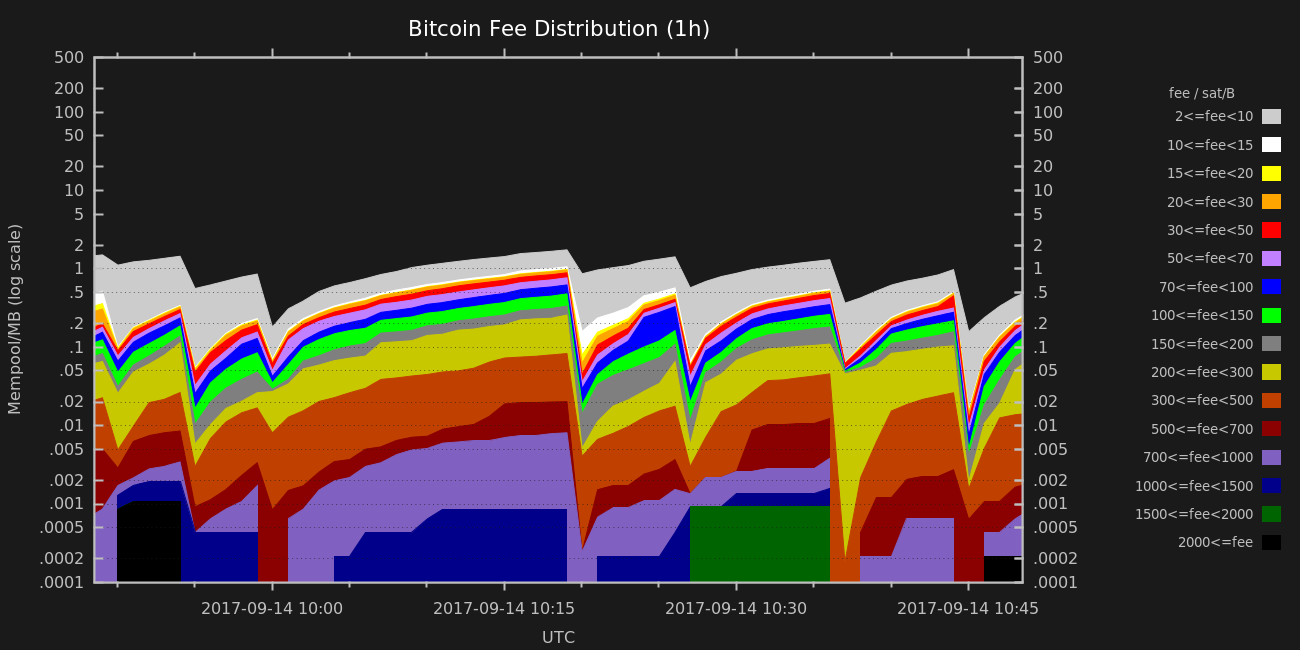 Bitcoin Fee Distribution (1h)
Mempool/MB (log scale)
500
200
100
50
20
10
5
2
1
.5
.2
.1
.05
.02
.01
.005
.002
.001
.0005
.0002
.0001
500
200
100
50
20
10
5
2
1
.5
.2
.1
.05
.02
.01
.005
.002
.001
.0005
.0002
.0001
2017-09-14 10:00
2017-09-14 10:15
2017-09-14 10:30
2017-09-14 10:45
UTC
fee / sat/B
2<=fee<10
10<=fee<15
15<=fee<20
20<=fee<30
30<=fee<50
50<=fee<70
70<=fee<100
100<=fee<150
150<=fee<200
200<=fee<300
300<=fee<500
500<=fee<700
700<=fee<1000
1000<=fee<1500
1500<=fee<2000
2000<=fee